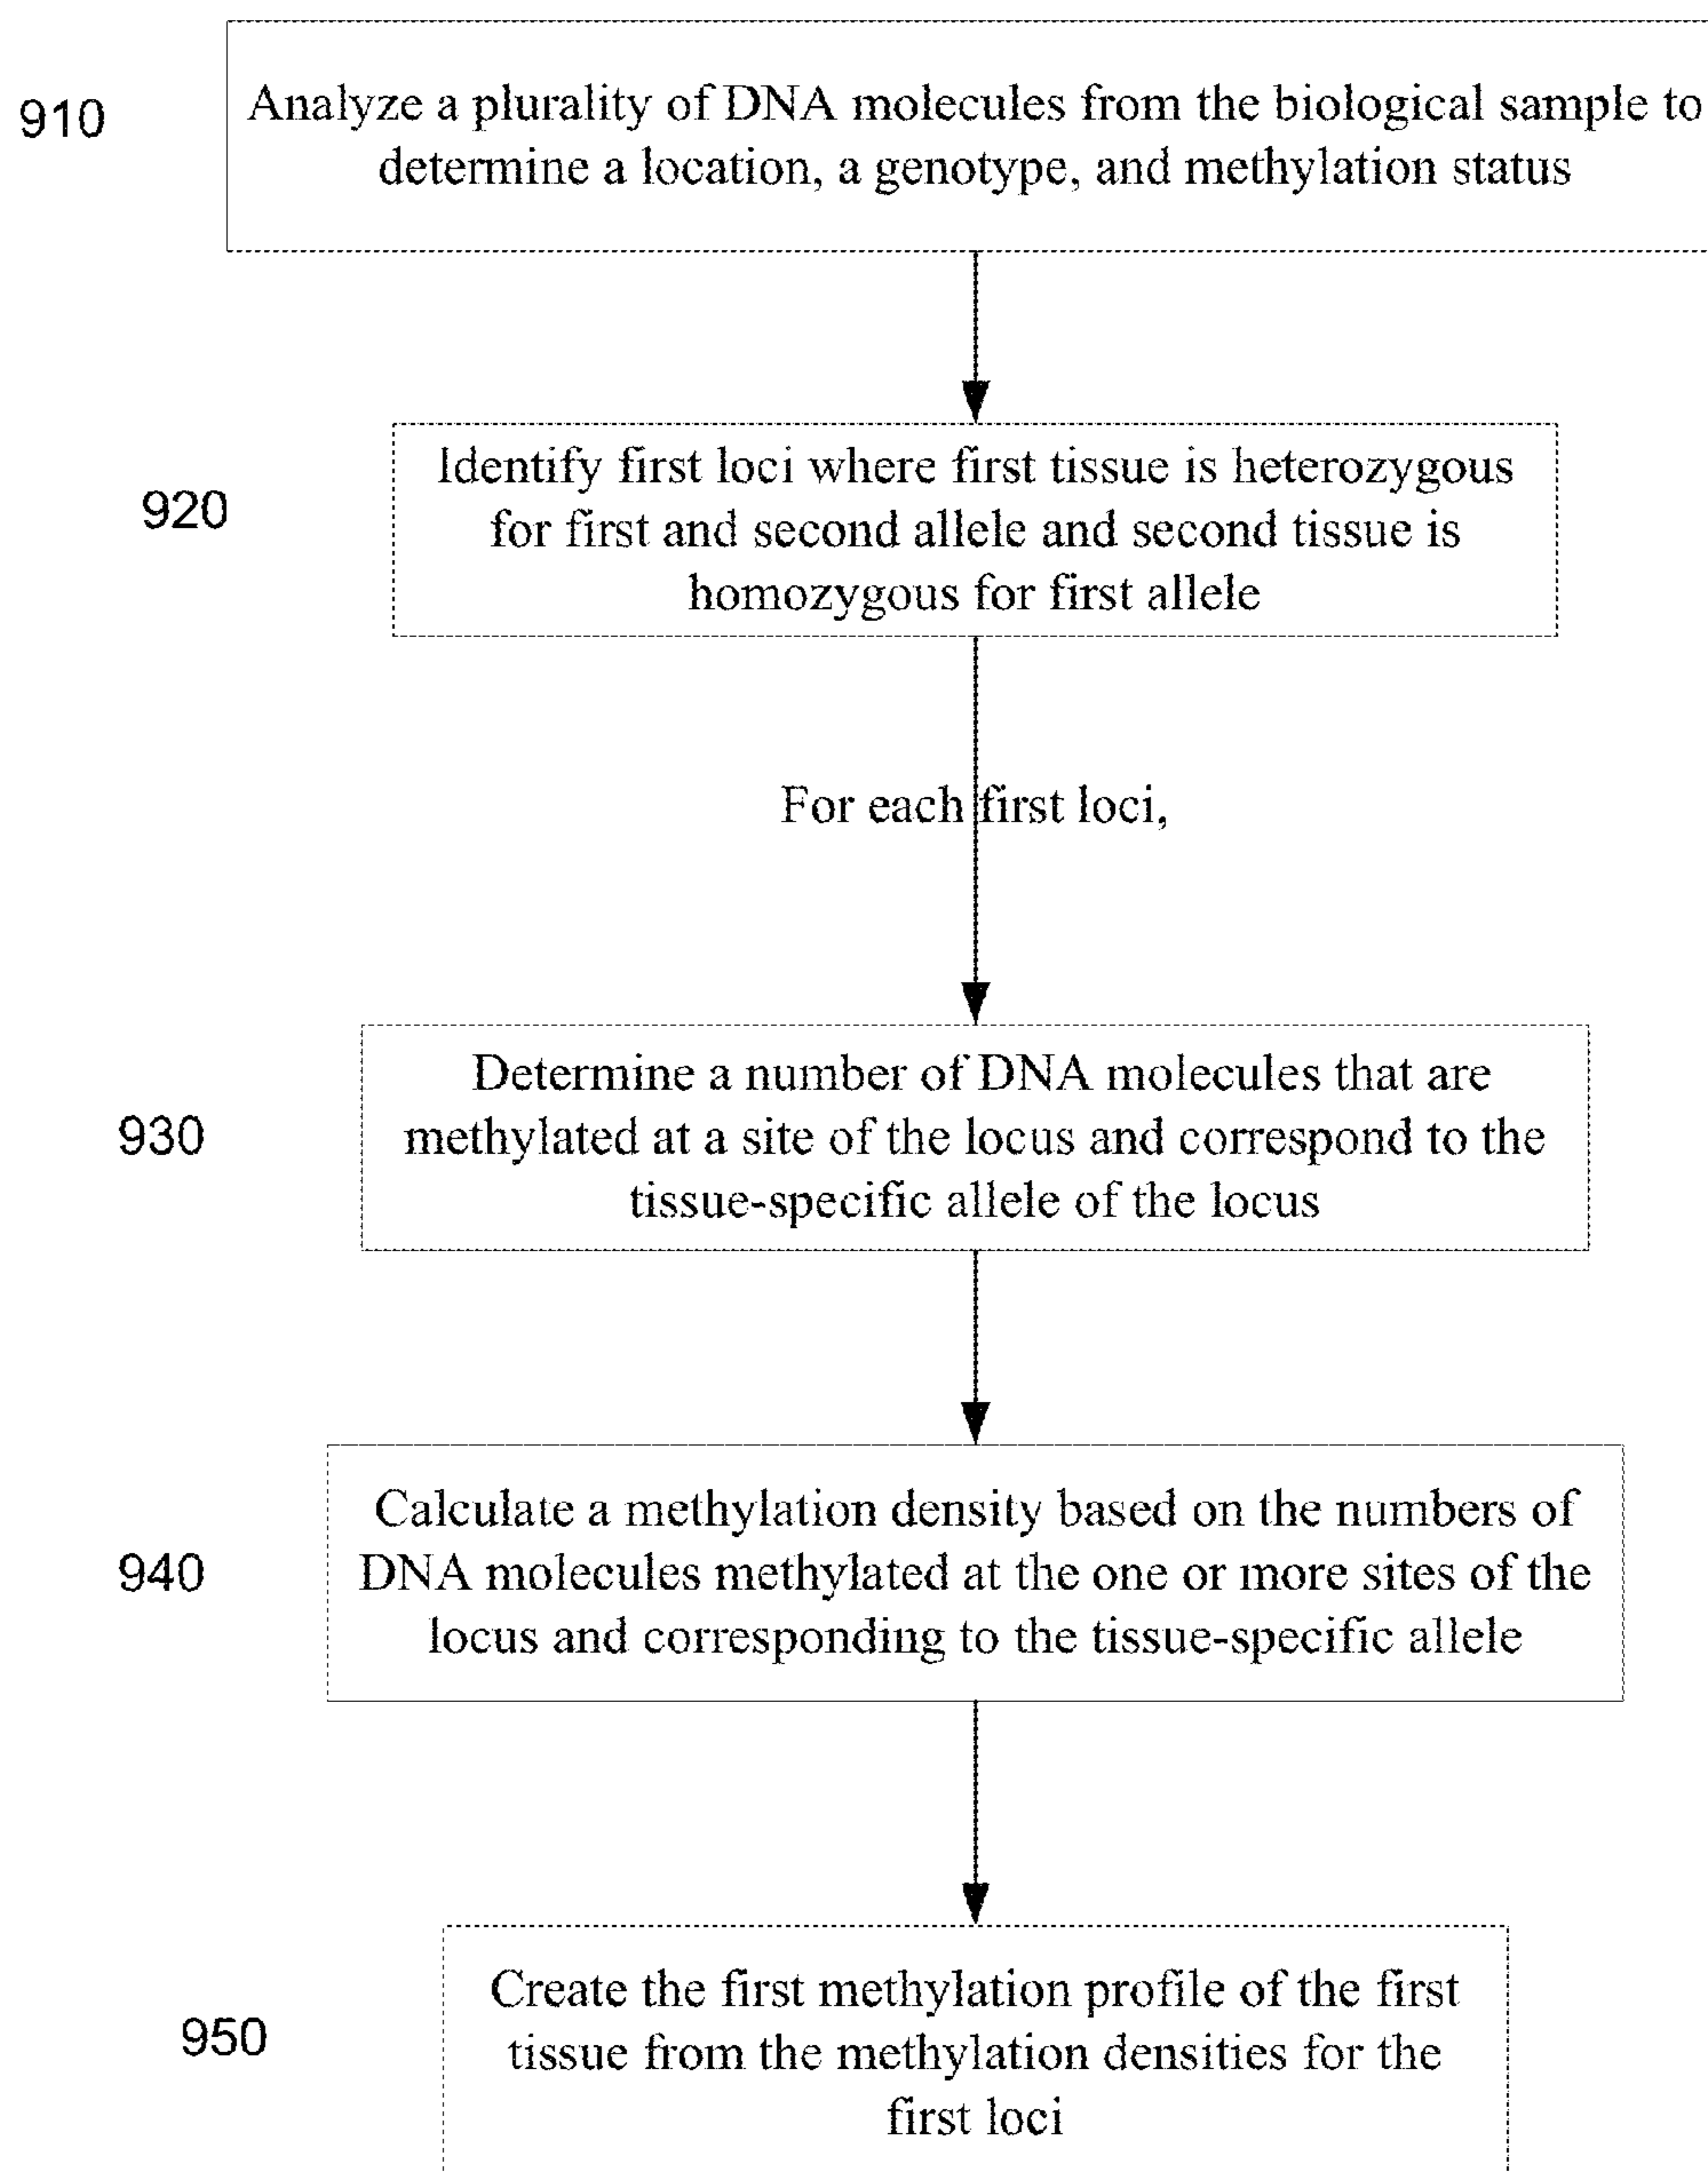 910
Analyze a plurality of DNA molecules from the biological sample to
determine a location, a genotype, and methylation status
920
Identify first loci where first tissue is heterozygous
for first and second allele and second tissue is
homozygous for first allele
For each first loci,
930
Determine a number of DNA molecules that are
methylated at a site of the locus and correspond to the
tissue-specific allele of the locus
940
Calculate a methylation density based on the numbers of
DNA molecules methylated at the one or more sites of the
locus and corresponding to the tissue-specific allele
950
Create the first methylation profile of the first
tissue from the methylation densities for the
first loci